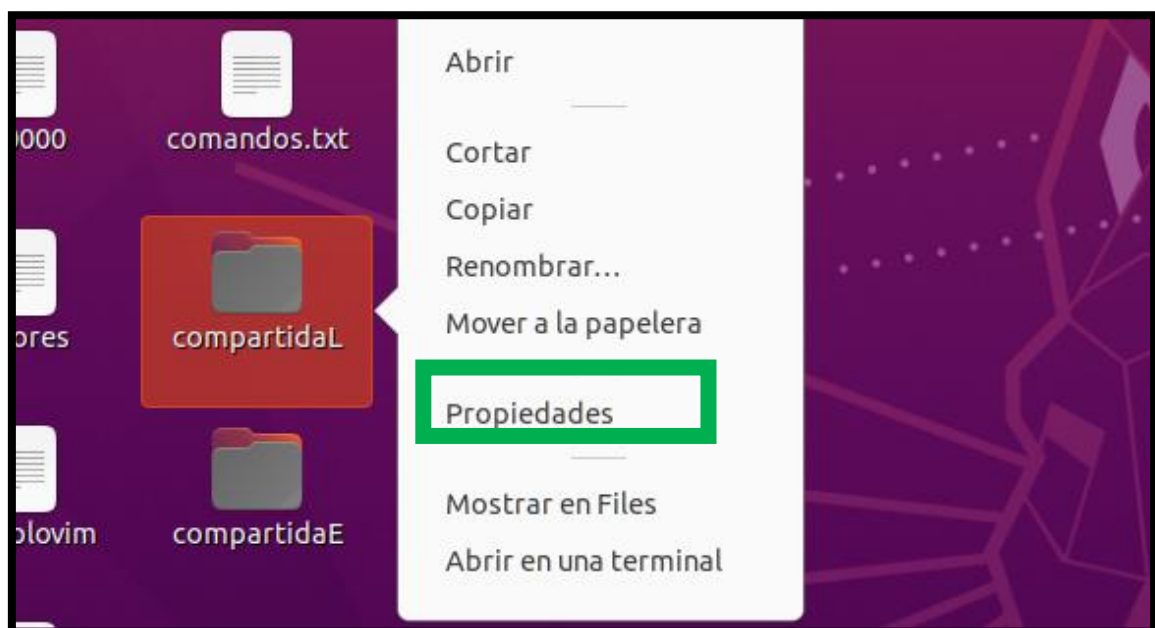 0000
comandos.txt
ores
compartidaL
olovim
compartidaE
Abrir
Cortar
Copiar
Renombrar...
Mover a la papelera
Propiedades
Mostrar en Files
Abrir en una terminal